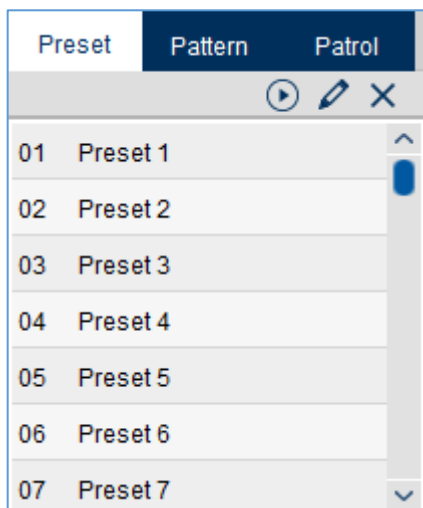 Preset Pattern Patrol
01 Preset 1
02 Preset 2
03 Preset 3
04 Preset 4
05 Preset 5
06 Preset 6
07 Preset 7